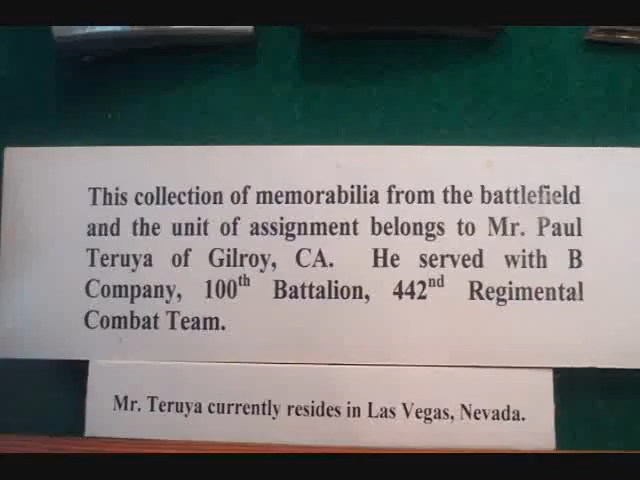 This collection of memorabilia from the battlefield
and the unit of assignment belongs to Mr. Paul
Teruya of Gilroy, CA. He served with B
Company, 100th Battalion, 442nd Regimental
Combat Team.
Mr. Teruya currently resides in Las Vegas, Nevada.